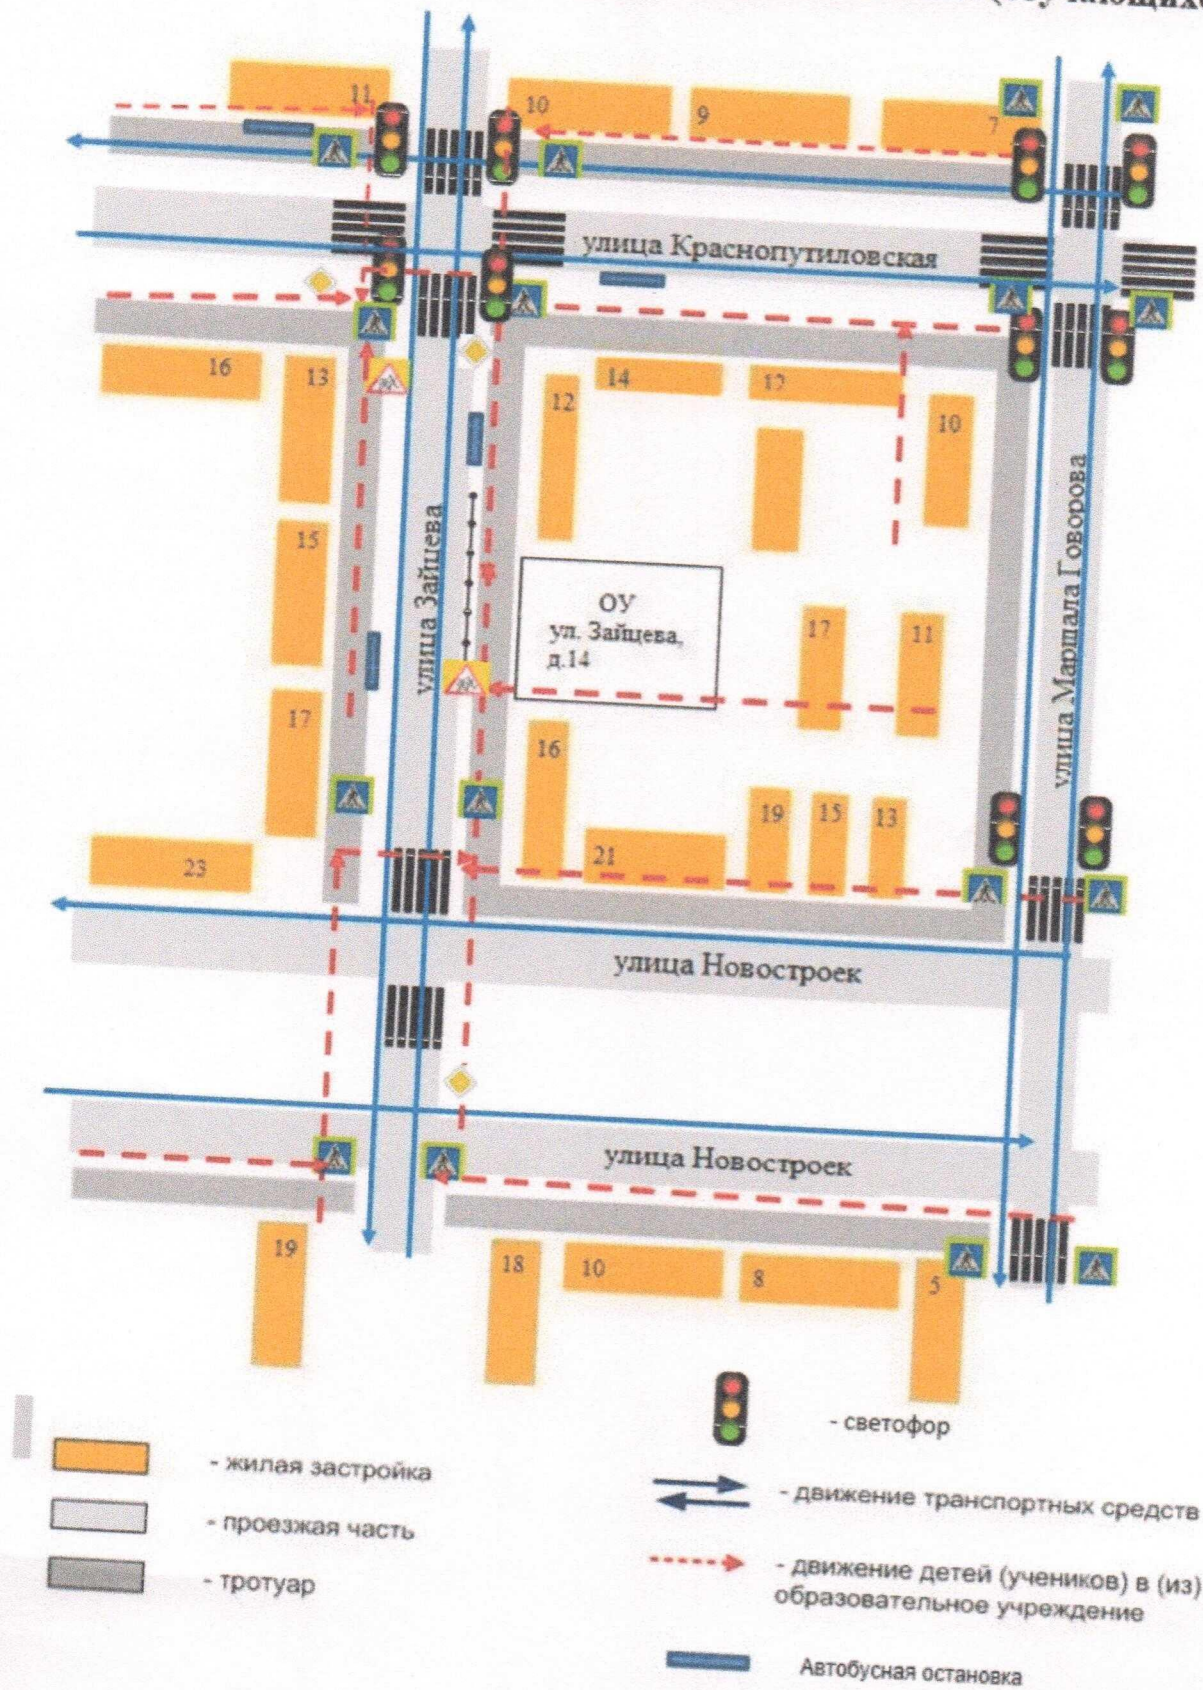 11
10
9
7
улица Краснопутиловская
16
13
12
14
12
10
15
улица Зайцева
ОУ
ул. Зайцева,
д.14
17
11
улица Маршала Говорова
17
16
19
15
13
23
21
улица Новостроек
улица Новостроек
19
18
10
8
5
- светофор
- жилая застройка
- движение транспортных средств
- проезжая часть
- движение детей (учеников) в (из)
образовательное учреждение
- тротуар
Автобусная остановка